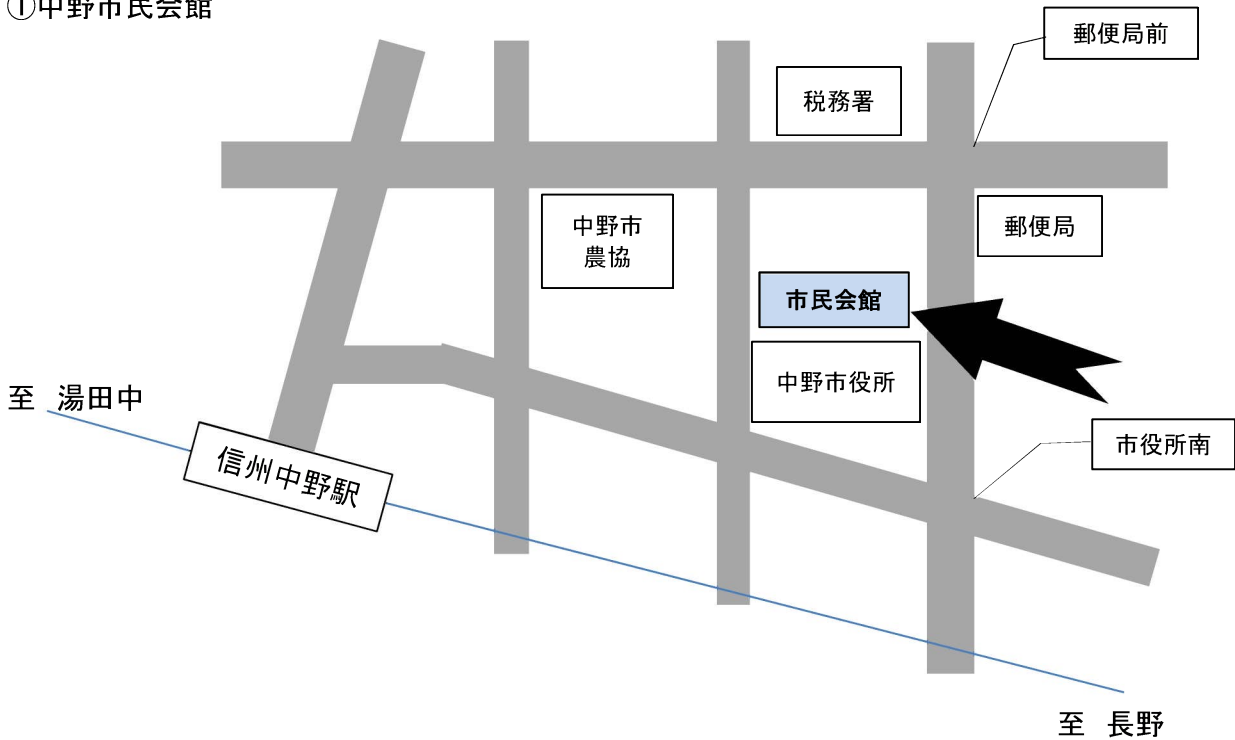 ①中野市民会館
郵便局前
税務署
中野市
農協
郵便局
市民会館
中野市役所
至 湯田中
市役所南
信州中野駅
至 長野